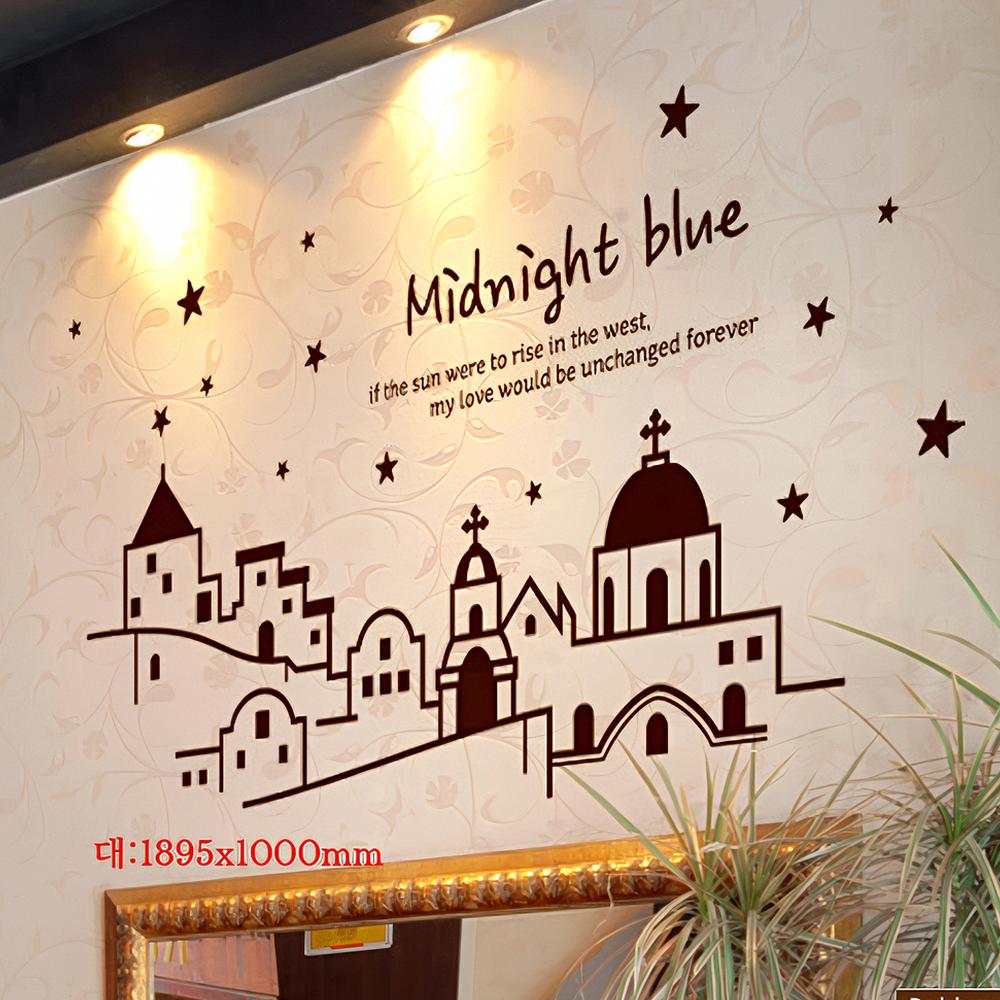 Midnight blue
if the sun were to rise in the west,
my love would be unchanged forever
대:1895x1000mm